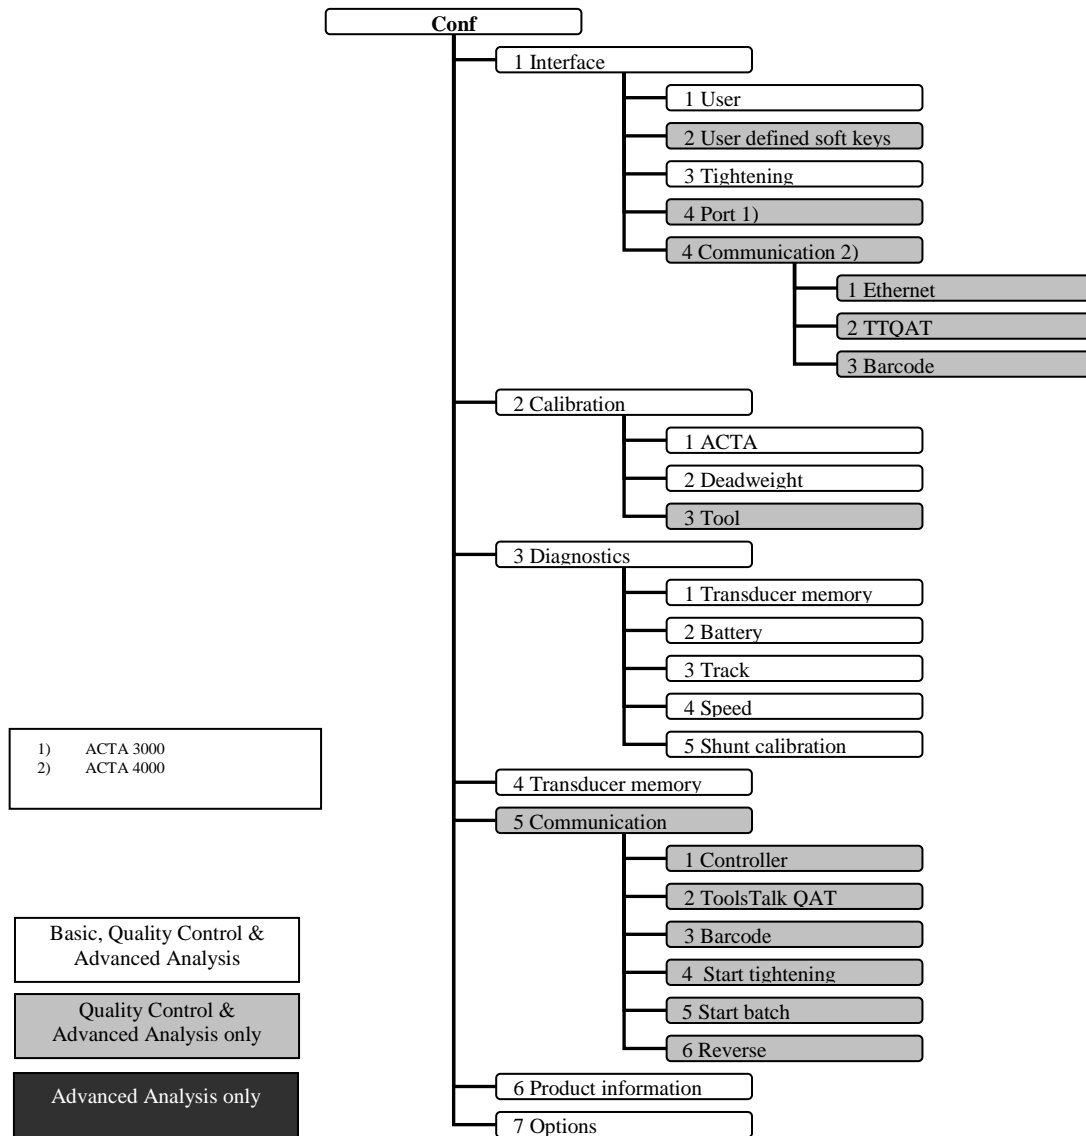 Conf
1 Interface
1 User
2 User defined soft keys
3 Tightening
4 Port 1)
4 Communication 2)
1 Ethernet
2 TTQAT
3 Barcode
2 Calibration
1 ACTA
2 Deadweight
3 Tool
3 Diagnostics
1 Transducer memory
2 Battery
3 Track
4 Speed
5 Shunt calibration
1) ACTA 3000
2) ACTA 4000
4 Transducer memory
5 Communication
1 Controller
2 ToolsTalk QAT
3 Barcode
4 Start tightening
5 Start batch
6 Reverse
6 Product information
7 Options
Basic, Quality Control &
Advanced Analysis
Quality Control &
Advanced Analysis only
Advanced Analysis only